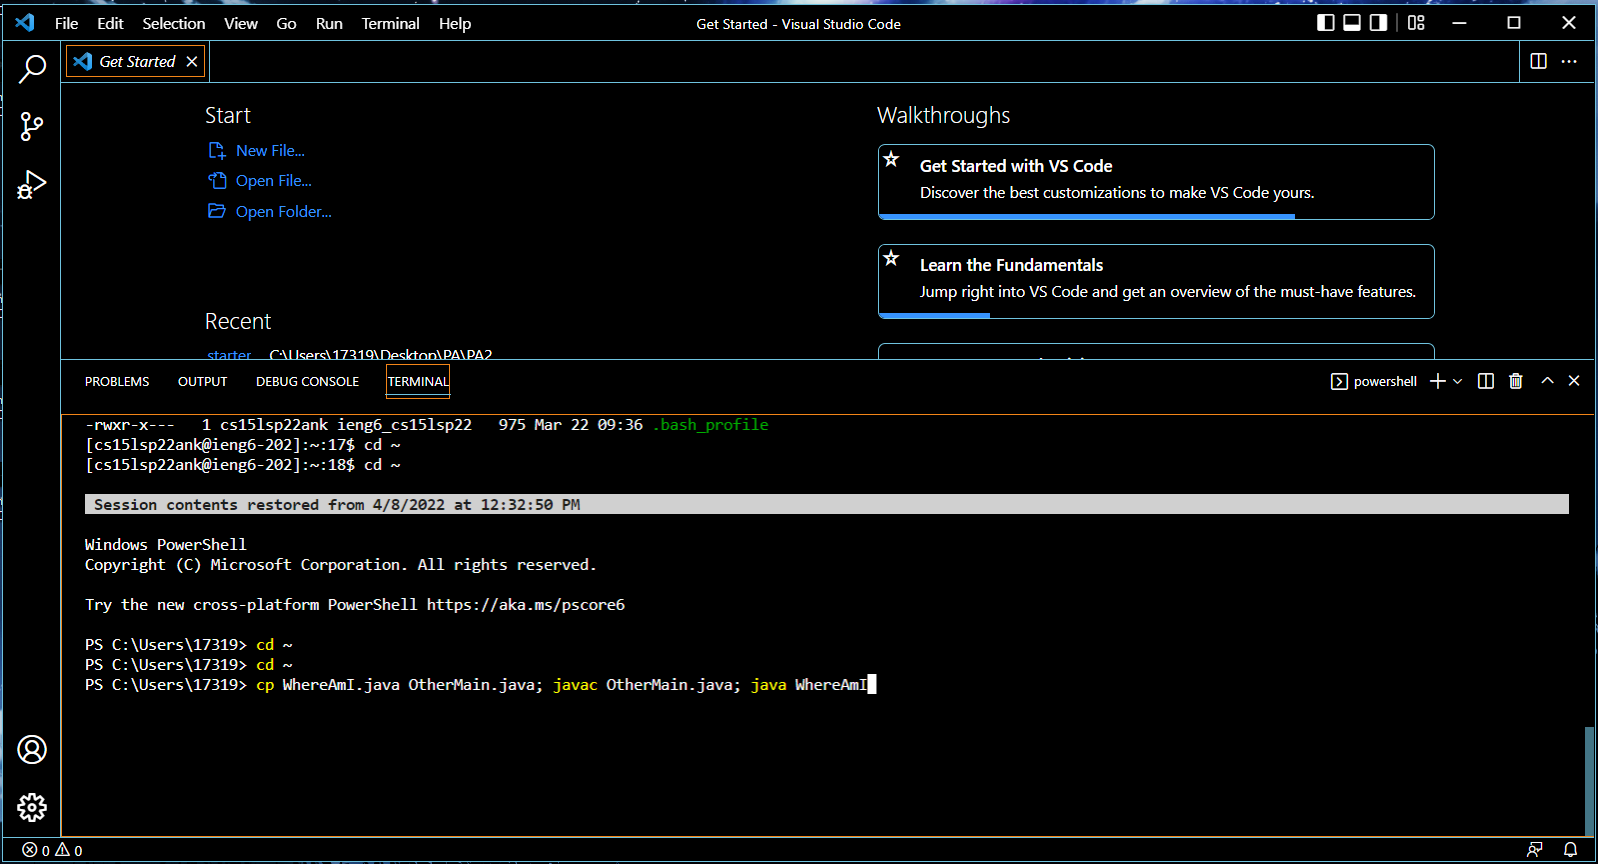 File Edit Selection View Go Run Terminal Help
Get Started - Visual Studio Code
Get Started
Start
New File...
Open File...
Open Folder...
Recent
starter C:\Users\17319\Desktop\PA\PA2
Walkthroughs
Get Started with VS Code
Discover the best customizations to make VS Code yours.
Learn the Fundamentals
Jump right into VS Code and get an overview of the must-have features.
PROBLEMS OUTPUT DEBUG CONSOLE TERMINAL
powershell
-rwxr-x--- 1 cs15lsp22ank ieng6_cs15lsp22 975 Mar 22 09:36 .bash_profile
[cs15lsp22ank@ieng6-202]:~:17$ cd ~
[cs15lsp22ank@ieng6-202]:~:18$ cd ~
Session contents restored from 4/8/2022 at 12:32:50 PM
Windows PowerShell
Copyright (C) Microsoft Corporation. All rights reserved.
Try the new cross-platform PowerShell https://aka.ms/pscore6
PS C:\Users\17319> cd ~
PS C:\Users\17319> cd ~
PS C:\Users\17319> cp WhereAmI.java OtherMain.java; javac OtherMain.java; java WhereAmI
0 0